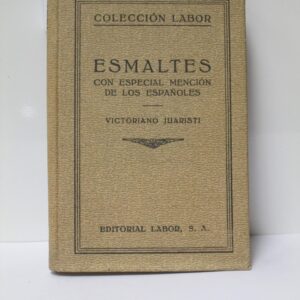 COLECCIÓN LABOR
ESMALTES
CON ESPECIAL MENCIÓN
DE LOS ESPAÑOLES
VICTORIANO JUARISTI
EDITORIAL LABOR, S. A.